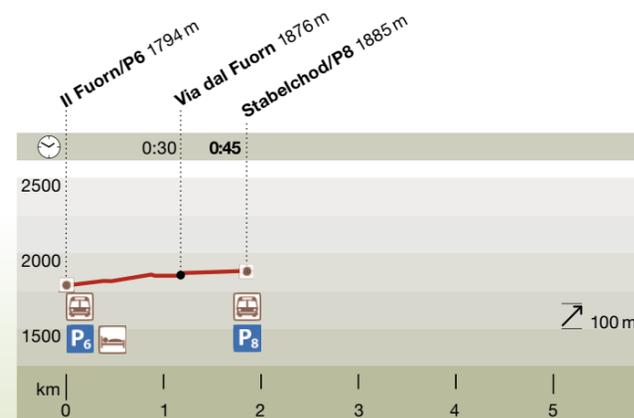 Il Fuorn/P6 1794 m
Via dal Fuorn 1876 m
Stabelchod/P8 1885 m
0:30 0:45
2500
2000
1500
P6
P8
100 m
km
0 1 2 3 4 5